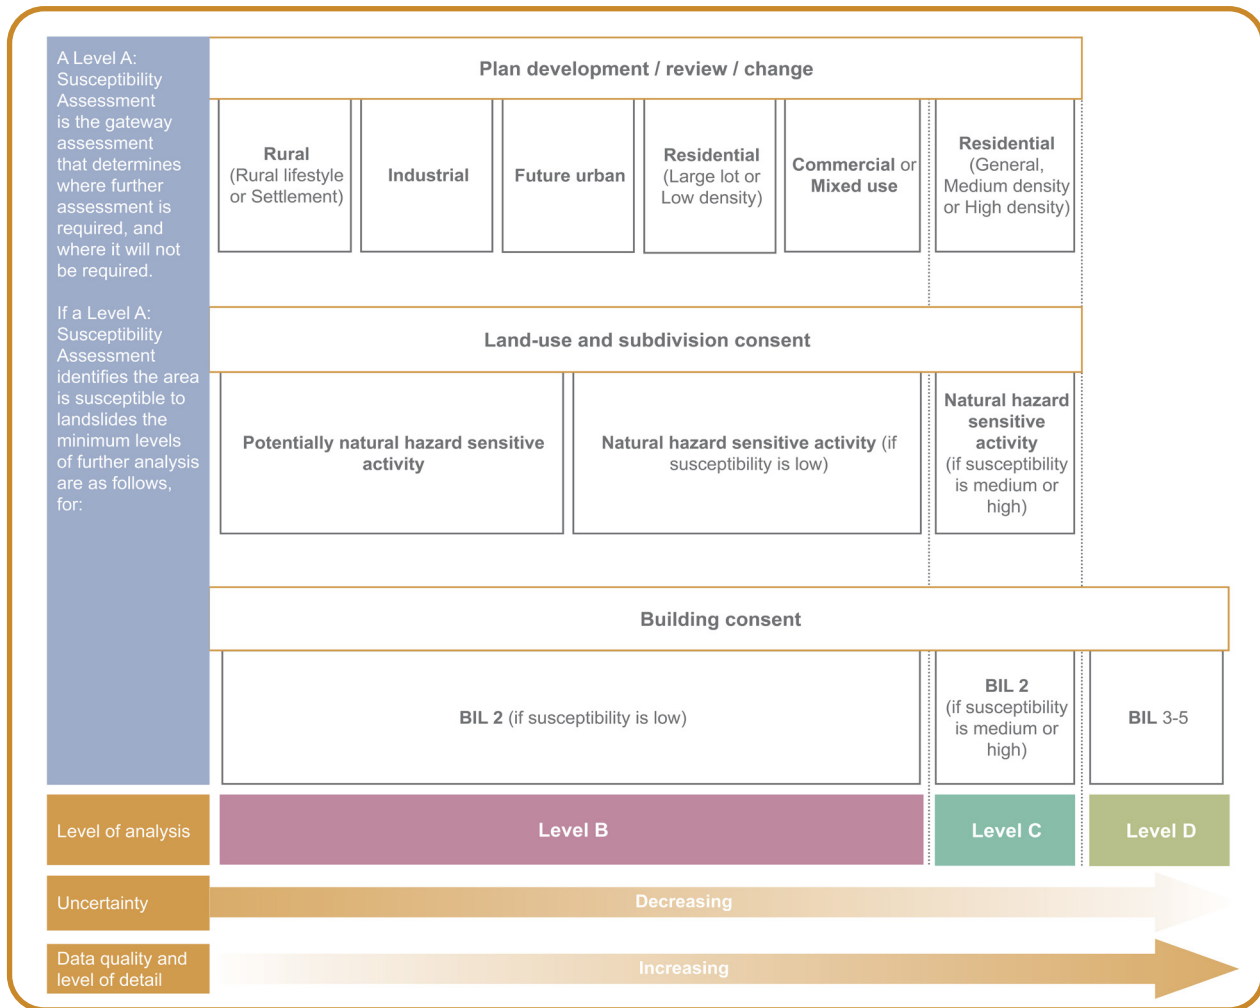 A Level A:
Susceptibility
Assessment
is the gateway
assessment
that determines
where further
assessment is
required, and
where it will not
be required.
If a Level A:
Susceptibility
Assessment
identifies the area
is susceptible to
landslides the
minimum levels
of further analysis
are as follows,
for:
Plan development / review / change
Rural
(Rural lifestyle
or Settlement)
Industrial
Future urban
Residential
(Large lot or
Low density)
Commercial or
Mixed use
Residential
(General,
Medium density
or High density)
Land-use and subdivision consent
Potentially natural hazard sensitive
activity
Natural hazard sensitive activity (if
susceptibility is low)
Natural hazard
sensitive
activity
(if susceptibility
is medium or
high)
Building consent
BIL 2 (if susceptibility is low)
BIL 2
(if susceptibility
is medium or
high)
BIL 3-5
Level of analysis
Level B
Level C
Level D
Uncertainty
Decreasing
Data quality and
level of detail
Increasing